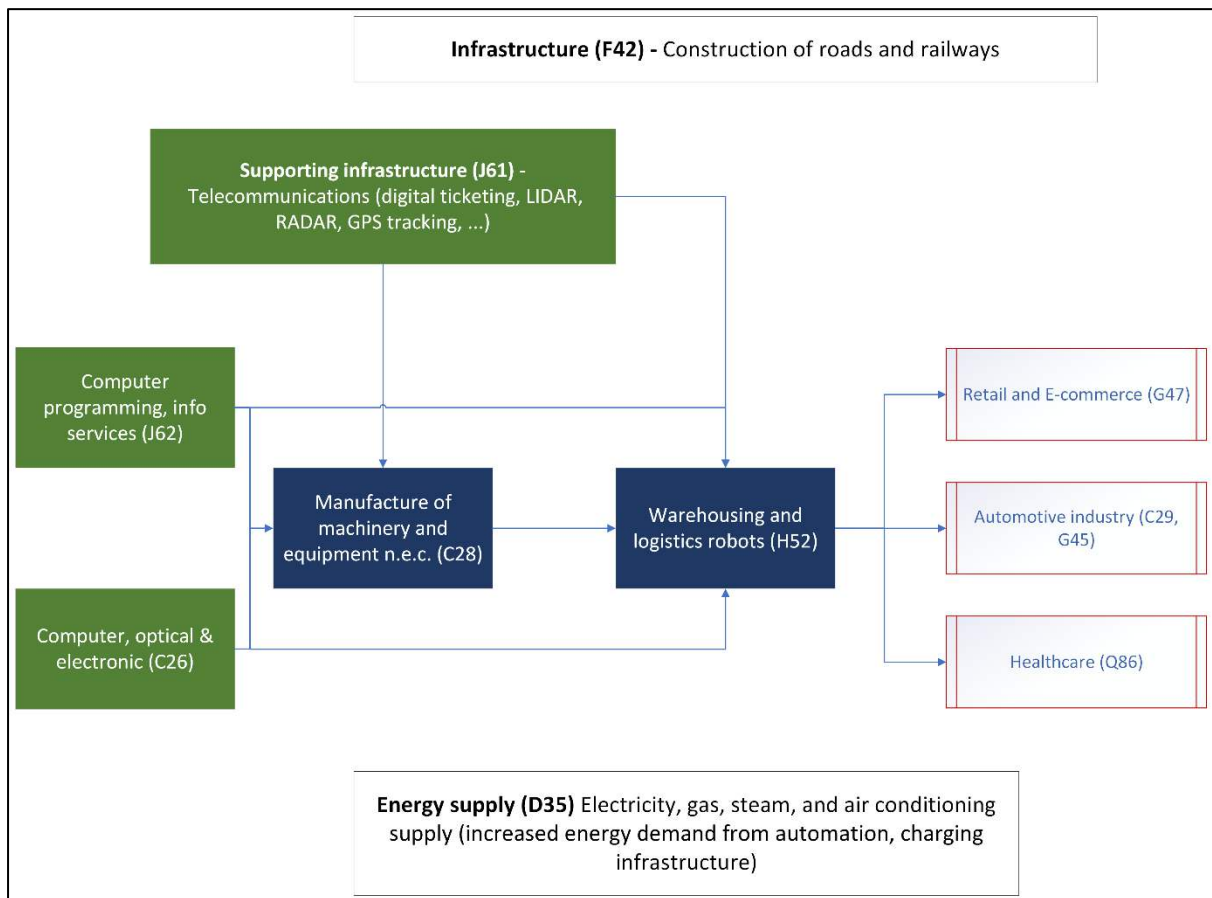 Infrastructure (F42) - Construction of roads and railways
Supporting infrastructure (J61) -
Telecommunications (digital ticketing, LIDAR,
RADAR, GPS tracking, ...)
Computer
programming, info
services (J62)
Manufacture of
machinery and
equipment n.e.c. (C28)
Warehousing and
logistics robots (H52)
Computer, optical &
electronic (C26)
Retail and E-commerce (G47)
Automotive industry (C29,
G45)
Healthcare (Q86)
Energy supply (D35) Electricity, gas, steam, and air conditioning
supply (increased energy demand from automation, charging
infrastructure)